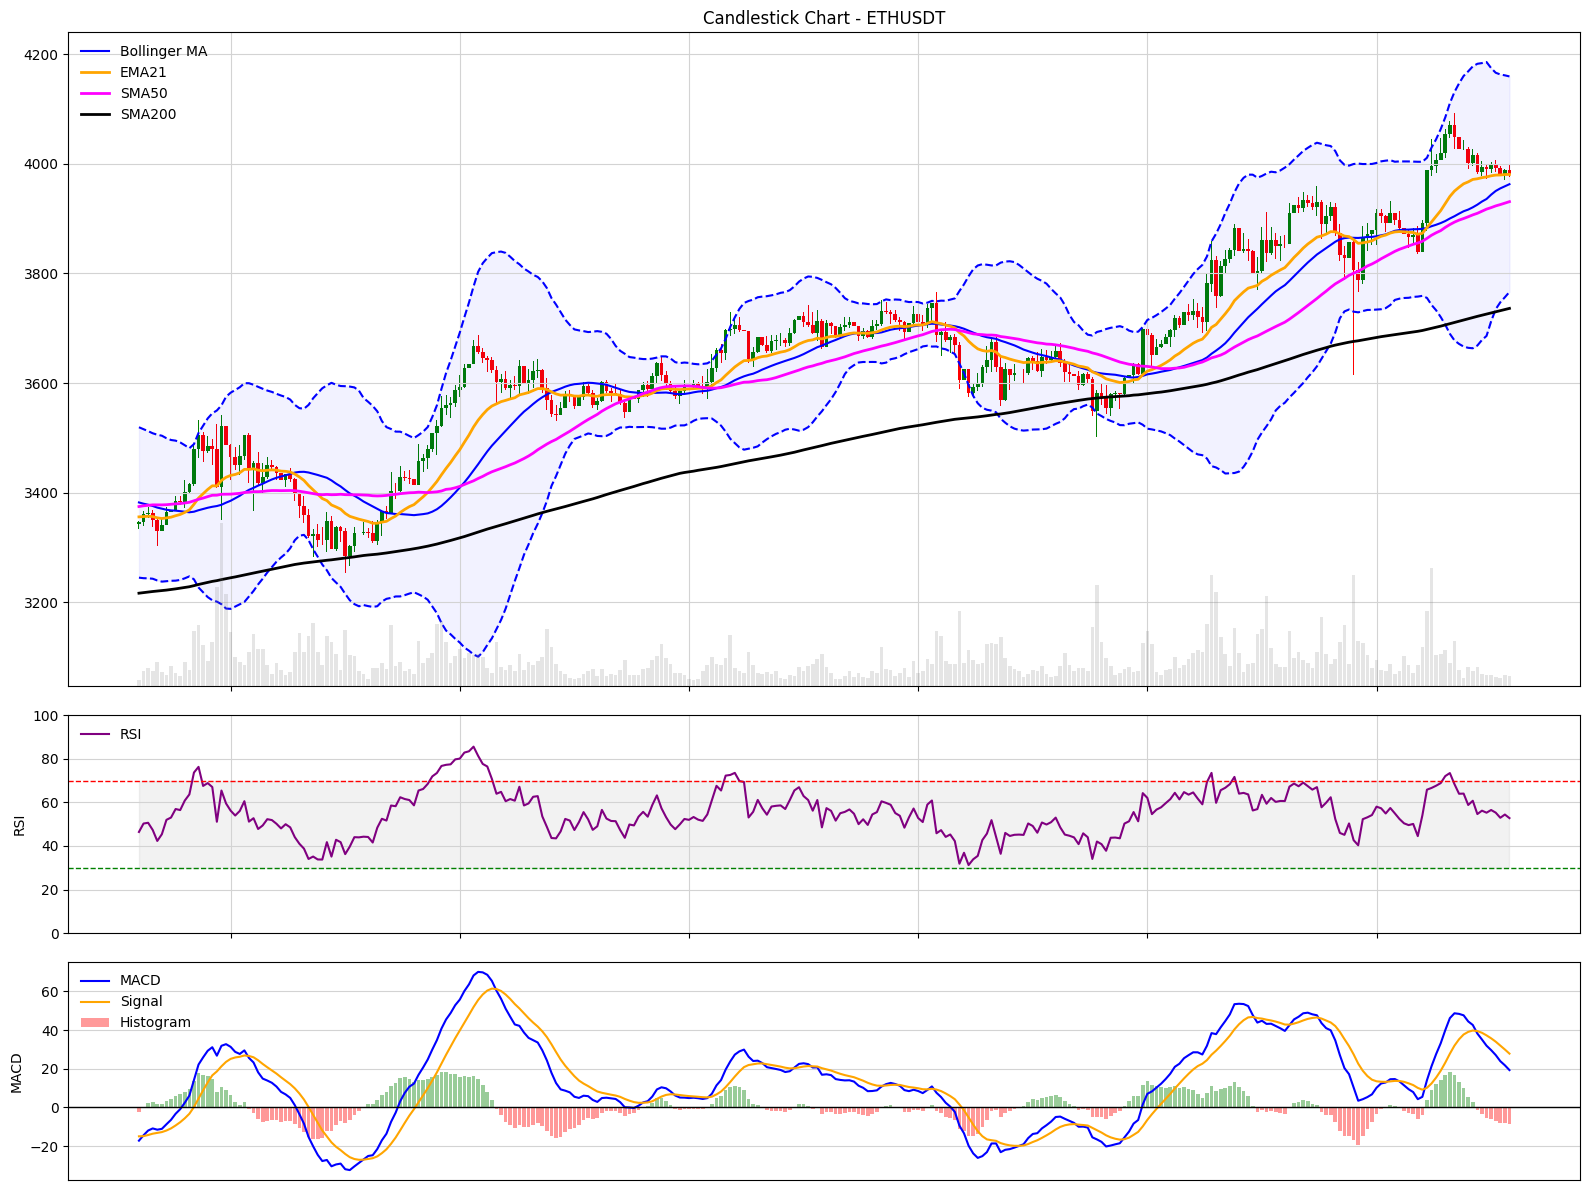 Candlestick Chart - ETHUSDT
Bollinger MA
EMA21
SMA50
SMA200
4200
4000
3800
3600
3400
3200
RSI
100
80
60
40
20
0
RSI
MACD
Signal
Histogram
60
40
20
0
−20
MACD